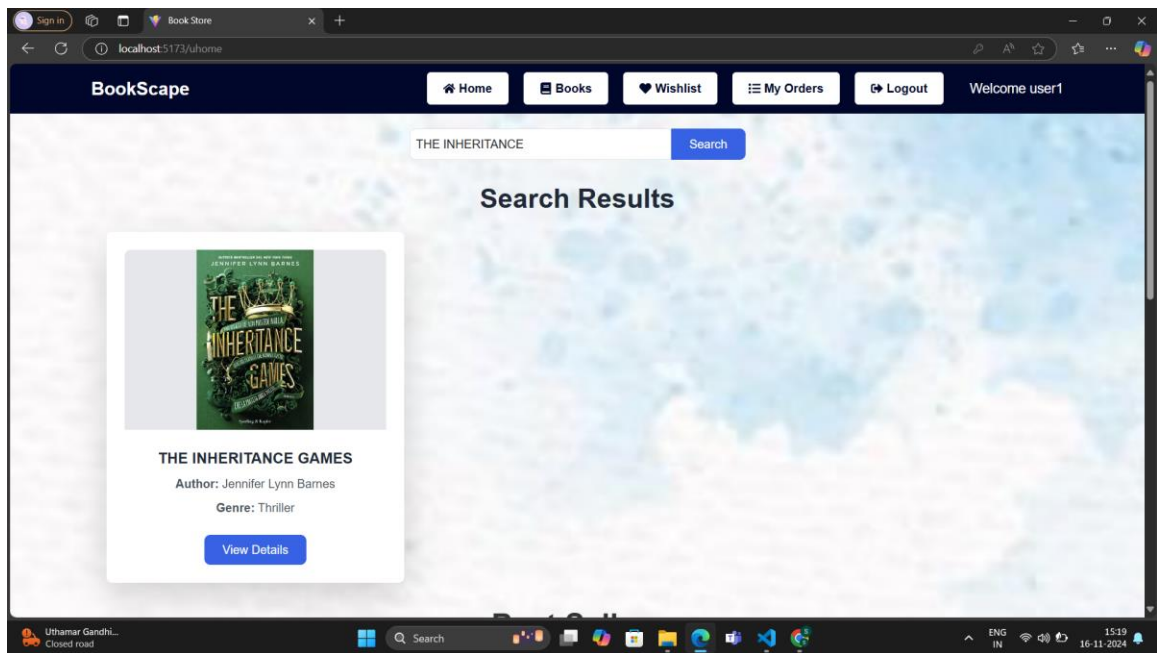 Sign in
Book Store
localhost:5173/uhome
BookScape
Home
Books
Wishlist
My Orders
Logout
Welcome user1
THE INHERITANCE
Search
Search Results
JENNIFER LYNN BARNES
THE
INHERITANCE
GAMES
THE INHERITANCE GAMES
Author: Jennifer Lynn Barnes
Genre: Thriller
View Details
Uthamar Gandhi...
Closed road
Search
ENG
IN
15:19
16-11-2024